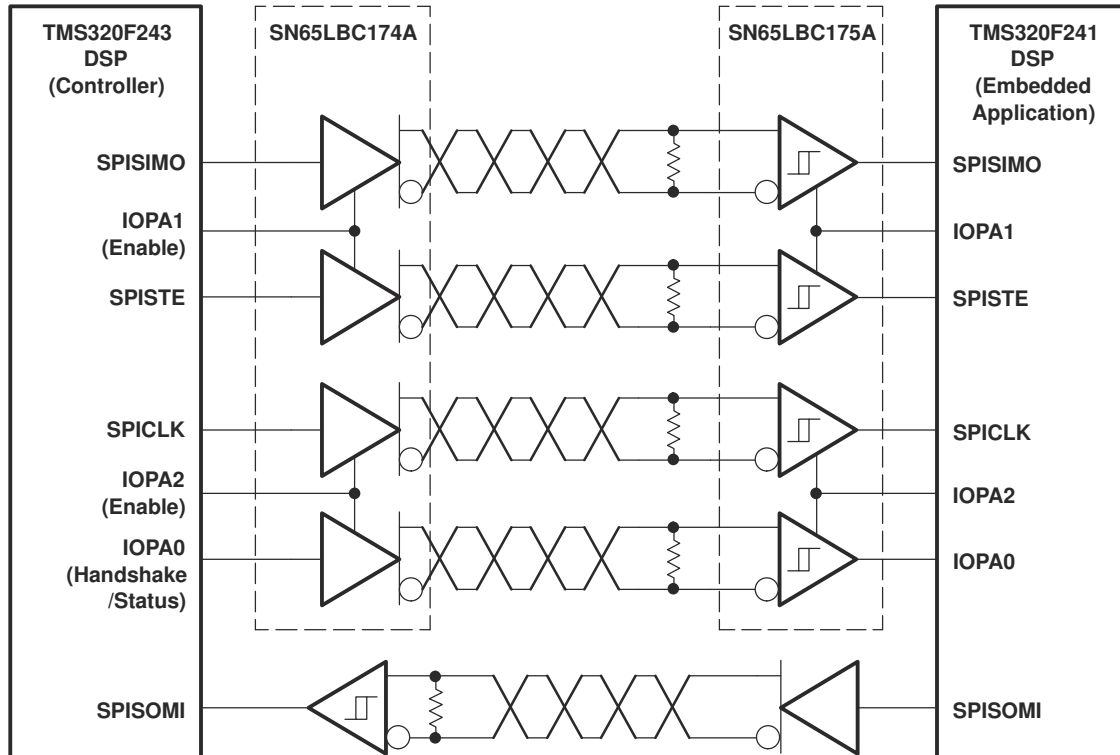 TMS320F243
DSP
(Controller)
SPISIMO
IOPA1
(Enable)
SPISTE
SPICLK
IOPA2
(Enable)
IOPA0
(Handshake
/Status)
SPISOMI
SN65LBC174A
SN65LBC175A
TMS320F241
DSP
(Embedded
Application)
SPISIMO
IOPA1
SPISTE
SPICLK
IOPA2
IOPA0
SPISOMI